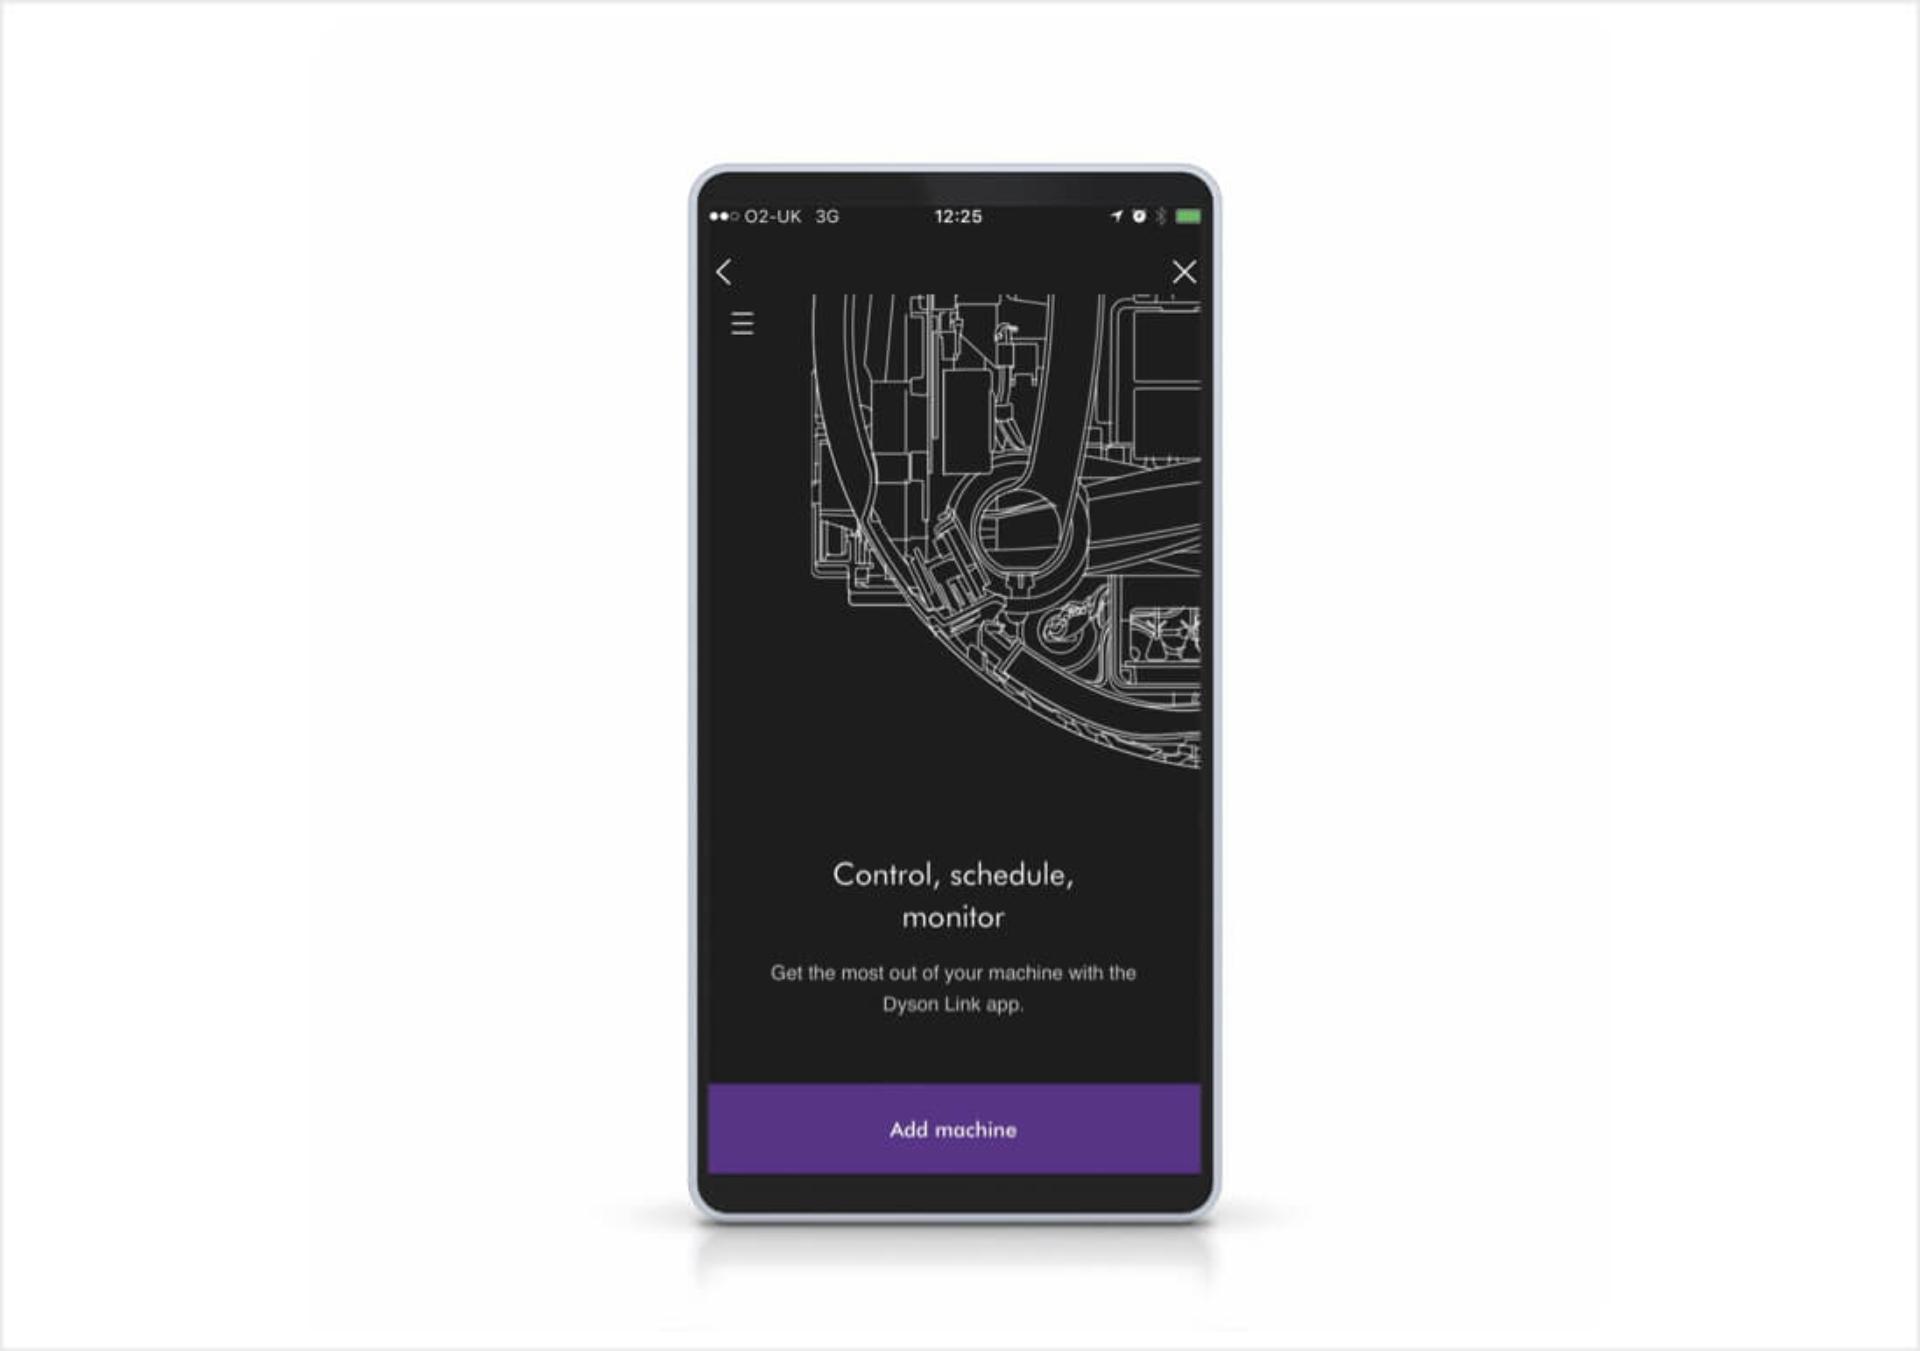 O2-UK 3G 12:25
Control, schedule,
monitor
Get the most out of your machine with the
Dyson Link app.
Add machine